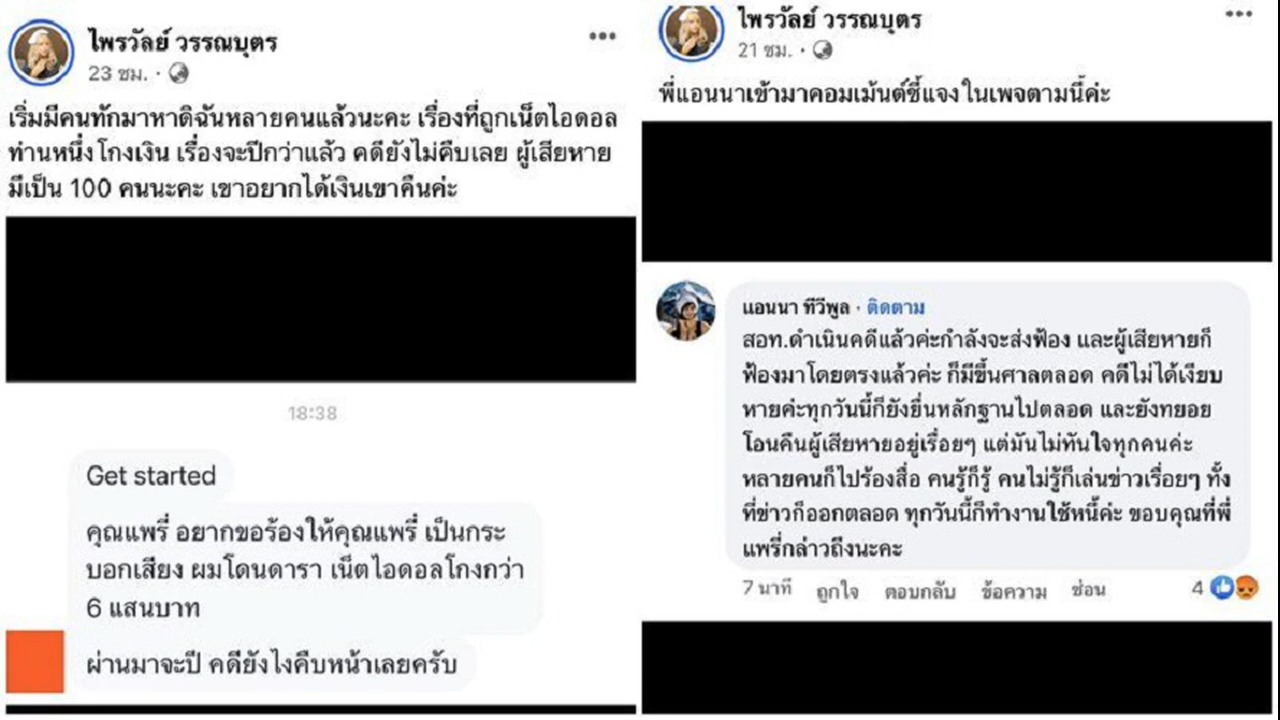 ไพรวัลย์ วรรณบุตร
23 ชม. ·
เริ่มมีคนทักมาหาดิฉันหลายคนแล้วนะคะ เรื่องที่ถูกเน็ตไอดอล
ท่านหนึ่งโกงเงิน เรื่องจะปีกว่าแล้ว คดียังไม่คืบเลย ผู้เสียหาย
มีเป็น 100 คนนะคะ เขาอยากได้เงินเขาคืนค่ะ
18:38
Get started
คุณแพรี่ อยากขอร้องให้คุณแพรี่ เป็นกระ
บอกเสียง ผมโดนดารา เน็ตไอดอลโกงกว่า
6 แสนบาท
ผ่านมาจะปี คดียังไงคืบหน้าเลยครับ
ไพรวัลย์ วรรณบุตร
21 ชม. ·
พี่แอนนาเข้ามาคอมเม้นต์ชี้แจงในเพจตามนี้ค่ะ
แอนนา ทีวีพูล · ติดตาม
สอท.ดำเนินคดีแล้วค่ะกำลังจะส่งฟ้อง และผู้เสียหายก็
ฟ้องมาโดยตรงแล้วค่ะ ก็มีขึ้นศาลตลอด คดีไม่ได้เงียบ
หายค่ะทุกวันนี้ก็ยังยื่นหลักฐานไปตลอด และยังทยอย
โอนคืนผู้เสียหายอยู่เรื่อยๆ แต่มันไม่ทันใจทุกคนค่ะ
หลายคนก็ไปร้องสื่อ คนรู้ก็รู้ คนไม่รู้ก็เล่นข่าวเรื่อยๆ ทั้ง
ที่ข่าวก็ออกตลอด ทุกวันนี้ก็ทำงานใช้หนี้ค่ะ ขอบคุณที่พี่
แพรี่กล่าวถึงนะคะ
7 นาที ถูกใจ ตอบกลับ ข้อความ ซ่อน 4